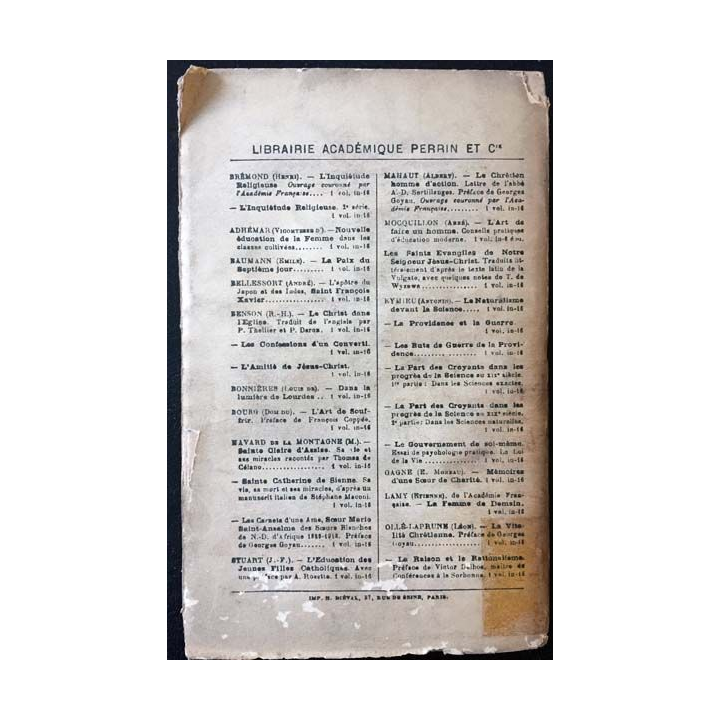 LIBRAIRIE ACADÉMIQUE PERRIN ET Cie
BRÉMOND (Henri). — L'Inquiétude
Religieuse Ouvrage couronné par
l'Académie Française.... 1 vol. in-16
— L'Inquiétude Religieuse. 2e série.
1 vol. in-16
ADHÉMAR (Vicomtesse d'). — Nouvelle
éducation de la Femme dans les
classes cultivées....... 1 vol. in-16
BAUMANN (Emile). — La Paix du
Septième jour........ 1 vol. in-16
BELLESSORT (André). — L'apôtre du
Japon et des Indes, Saint François
Xavier............... 1 vol. in-16
BENSON (R.-H.). — Le Christ dans
l'Eglise. Traduit de l'anglais par
P. Thellier et P. Daros. 1 vol. in-16
— Les Confessions d'un Converti.
1 vol. in-16
— L'Amitié de Jésus-Christ.
1 vol. in-16
BONNIÈRES (Louis de). — Dans la
lumière de Lourdes .. 1 vol. in-16
BOURG (Dom du). — L'Art de Souf-
frir. Préface de François Coppée,
1 vol. in-16
HAVARD DE LA MONTAGNE (M.). —
Sainte Claire d'Assise. Sa vie et
ses miracles racontés par Thomas de
Célano................ 1 vol. in-16
— Sainte Catherine de Sienne. Sa
vie, sa mort et ses miracles, d'après un
manuscrit italien de Stéphane Maconi.
1 vol. in-16
— Les Carnets d'une Ame, Sœur Marie
Saint-Anselme des Sœurs Blanches
de N.-D. d'Afrique 1913-1918. Préface
de Georges Goyau...... 1 vol. in-16
STUART (J.-F.). — L'Education des
Jeunes Filles Catholiques. Avec
une face par A. 1 vol. in-16
MAHAUT (Albert). — Le Chrétien
homme d'action. Lettre de l'abbé
A.-D. Sertillanges. Préface de Georges
Goyau. Ouvrage couronné par l'Aca-
démie Française........ 1 vol. in-16
MOCQUILLON (Abbé). — L'Art de
faire un homme. Conseils pratiques
d'éducation moderne. 1 vol. in-8 écu.
Les Saints Evangiles de Notre
Seigneur Jésus-Christ. Traduits lit-
téralement d'après le texte latin de la
Vulgate, avec quelques notes de T. de
Wyzewa............ 1 vol. in-16
EYMIEU (Antonin). — Le Naturalisme
devant la Science..... 1 vol. in-16
— La Providence et la Guerre.
1 vol. in-16
— Les Buts de Guerre de la Provi-
dence.............. 1 vol. in-16
— La Part des Croyants dans les
progrès de la Science au XIXe siècle.
1re partie : Dans les Sciences exactes.
1 vol. in-16
— La Part des Croyants dans les
progrès de la Science au XIXe siècle.
2e partie: Dans les Sciences naturelles.
1 vol. in-16
— Le Gouvernement de soi-même.
Essai de psychologie pratique. La Loi
de la Vie ............ 1 vol. in-16
GAGNE (E. Moreau). — Mémoires
d'une Sœur de Charité. 1 vol. in-16
LAMY (Etienne), de l'Académie Fran-
çaise. — La Femme de Demain.
1 vol. in-16
OLLÉ-LAPRUNE (Léon). — La Vita-
lité Chrétienne. Préface de Georges
Goyau............. 1 vol. in-16
— La Raison et le Rationalisme.
Préface de Victor Delbos, maître de
Conférences à la Sorbonne. 1 vol. in-16
IMP. H. DIÉVAL, 57, RUE DE SEINE, PARIS.